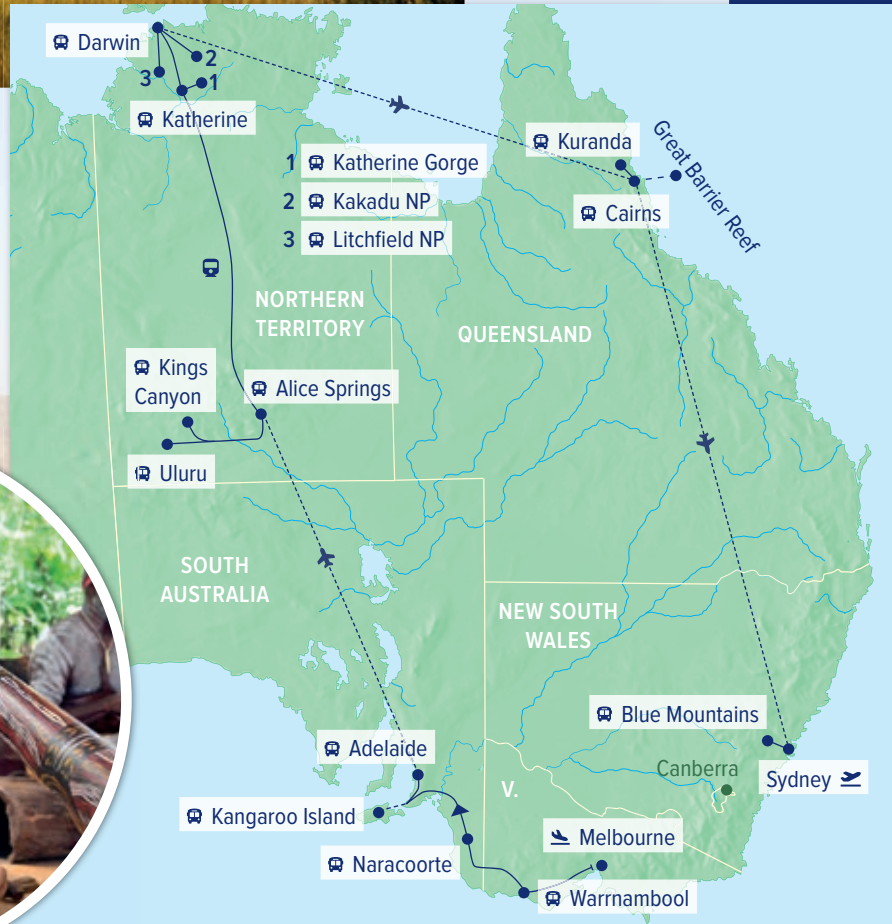 Darwin
2
3
1
Katherine
1 Katherine Gorge
2 Kakadu NP
3 Litchfield NP
Kuranda
Great Barrier Reef
Cairns
NORTHERN
TERRITORY
QUEENSLAND
Kings
Canyon
Alice Springs
Uluru
SOUTH
AUSTRALIA
NEW SOUTH
WALES
Blue Mountains
Adelaide
Canberra
Sydney
V.
Kangaroo Island
Melbourne
Naracoorte
Warrnambool